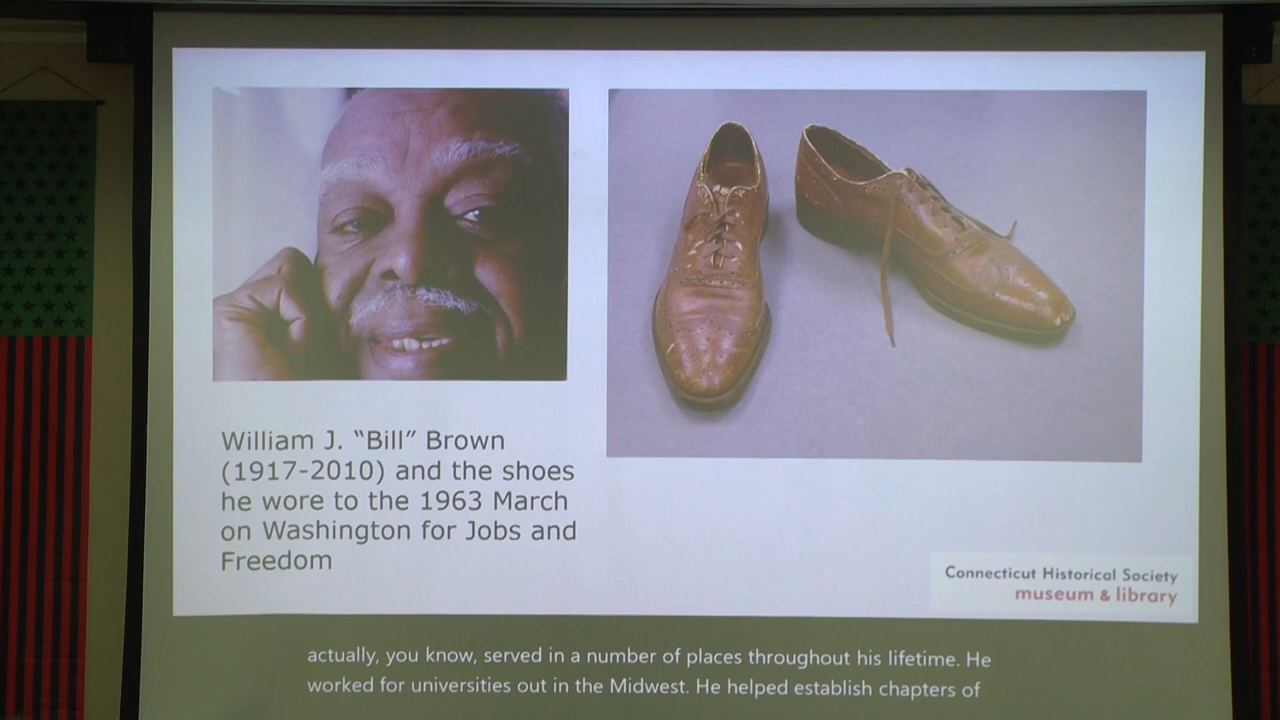 William J. “Bill” Brown
(1917-2010) and the shoes
he wore to the 1963 March
on Washington for Jobs and
Freedom
Connecticut Historical Society
museum & library
actually, you know, served in a number of places throughout his lifetime. He
worked for universities out in the Midwest. He helped establish chapters of